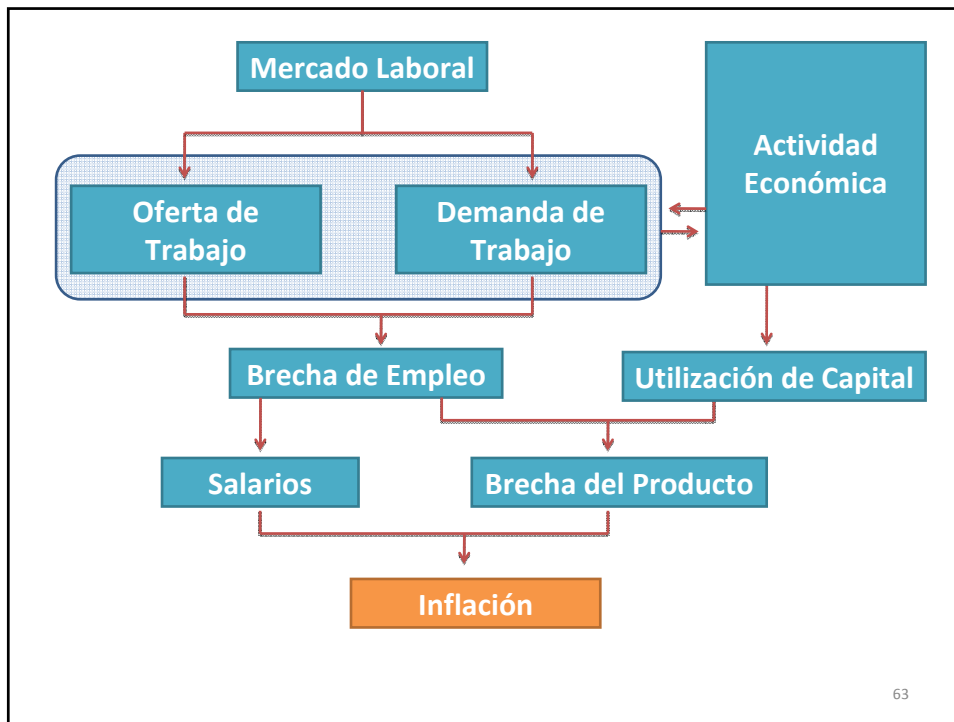 Mercado Laboral
Actividad
Económica
Oferta de
Trabajo
Demanda de
Trabajo
Brecha de Empleo
Utilización de Capital
Salarios
Brecha del Producto
Inflación
63